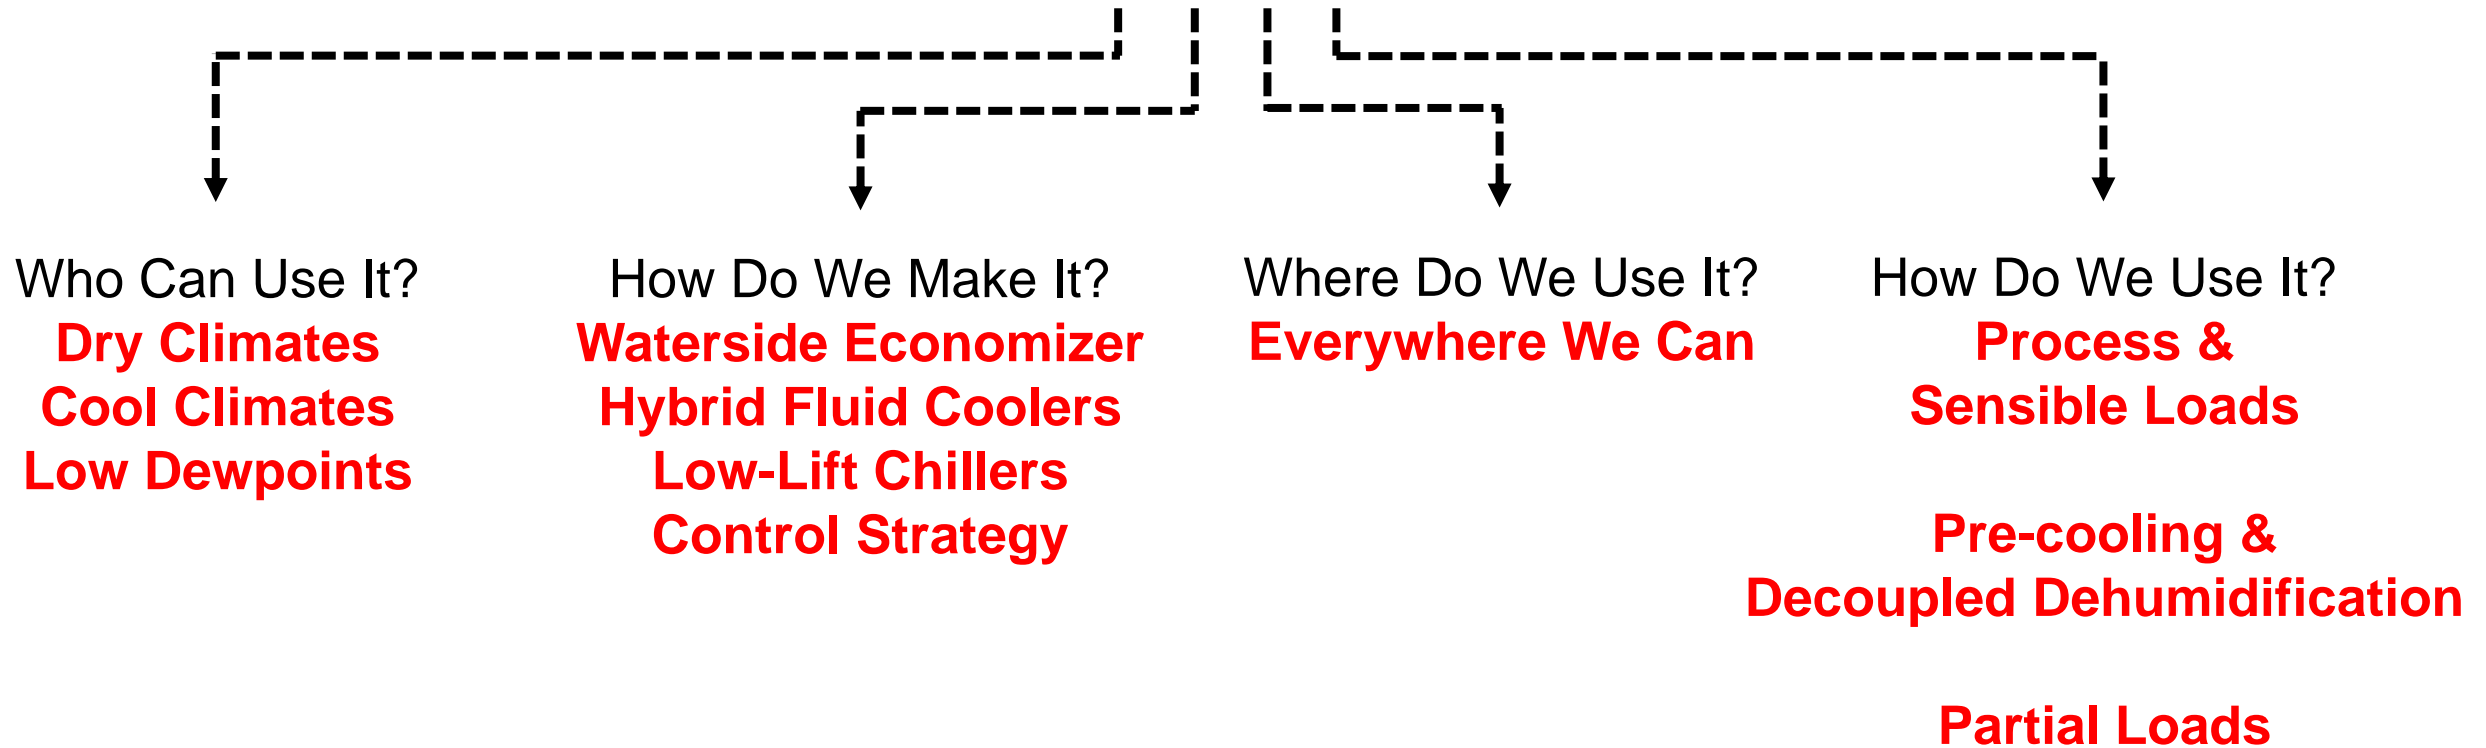 Who Can Use It?
Dry Climates
Cool Climates
Low Dewpoints
How Do We Make It?
Waterside Economizer
Hybrid Fluid Coolers
Low-Lift Chillers
Control Strategy
Where Do We Use It?
Everywhere We Can
How Do We Use It?
Process &
Sensible Loads
Pre-cooling &
Decoupled Dehumidification
Partial Loads